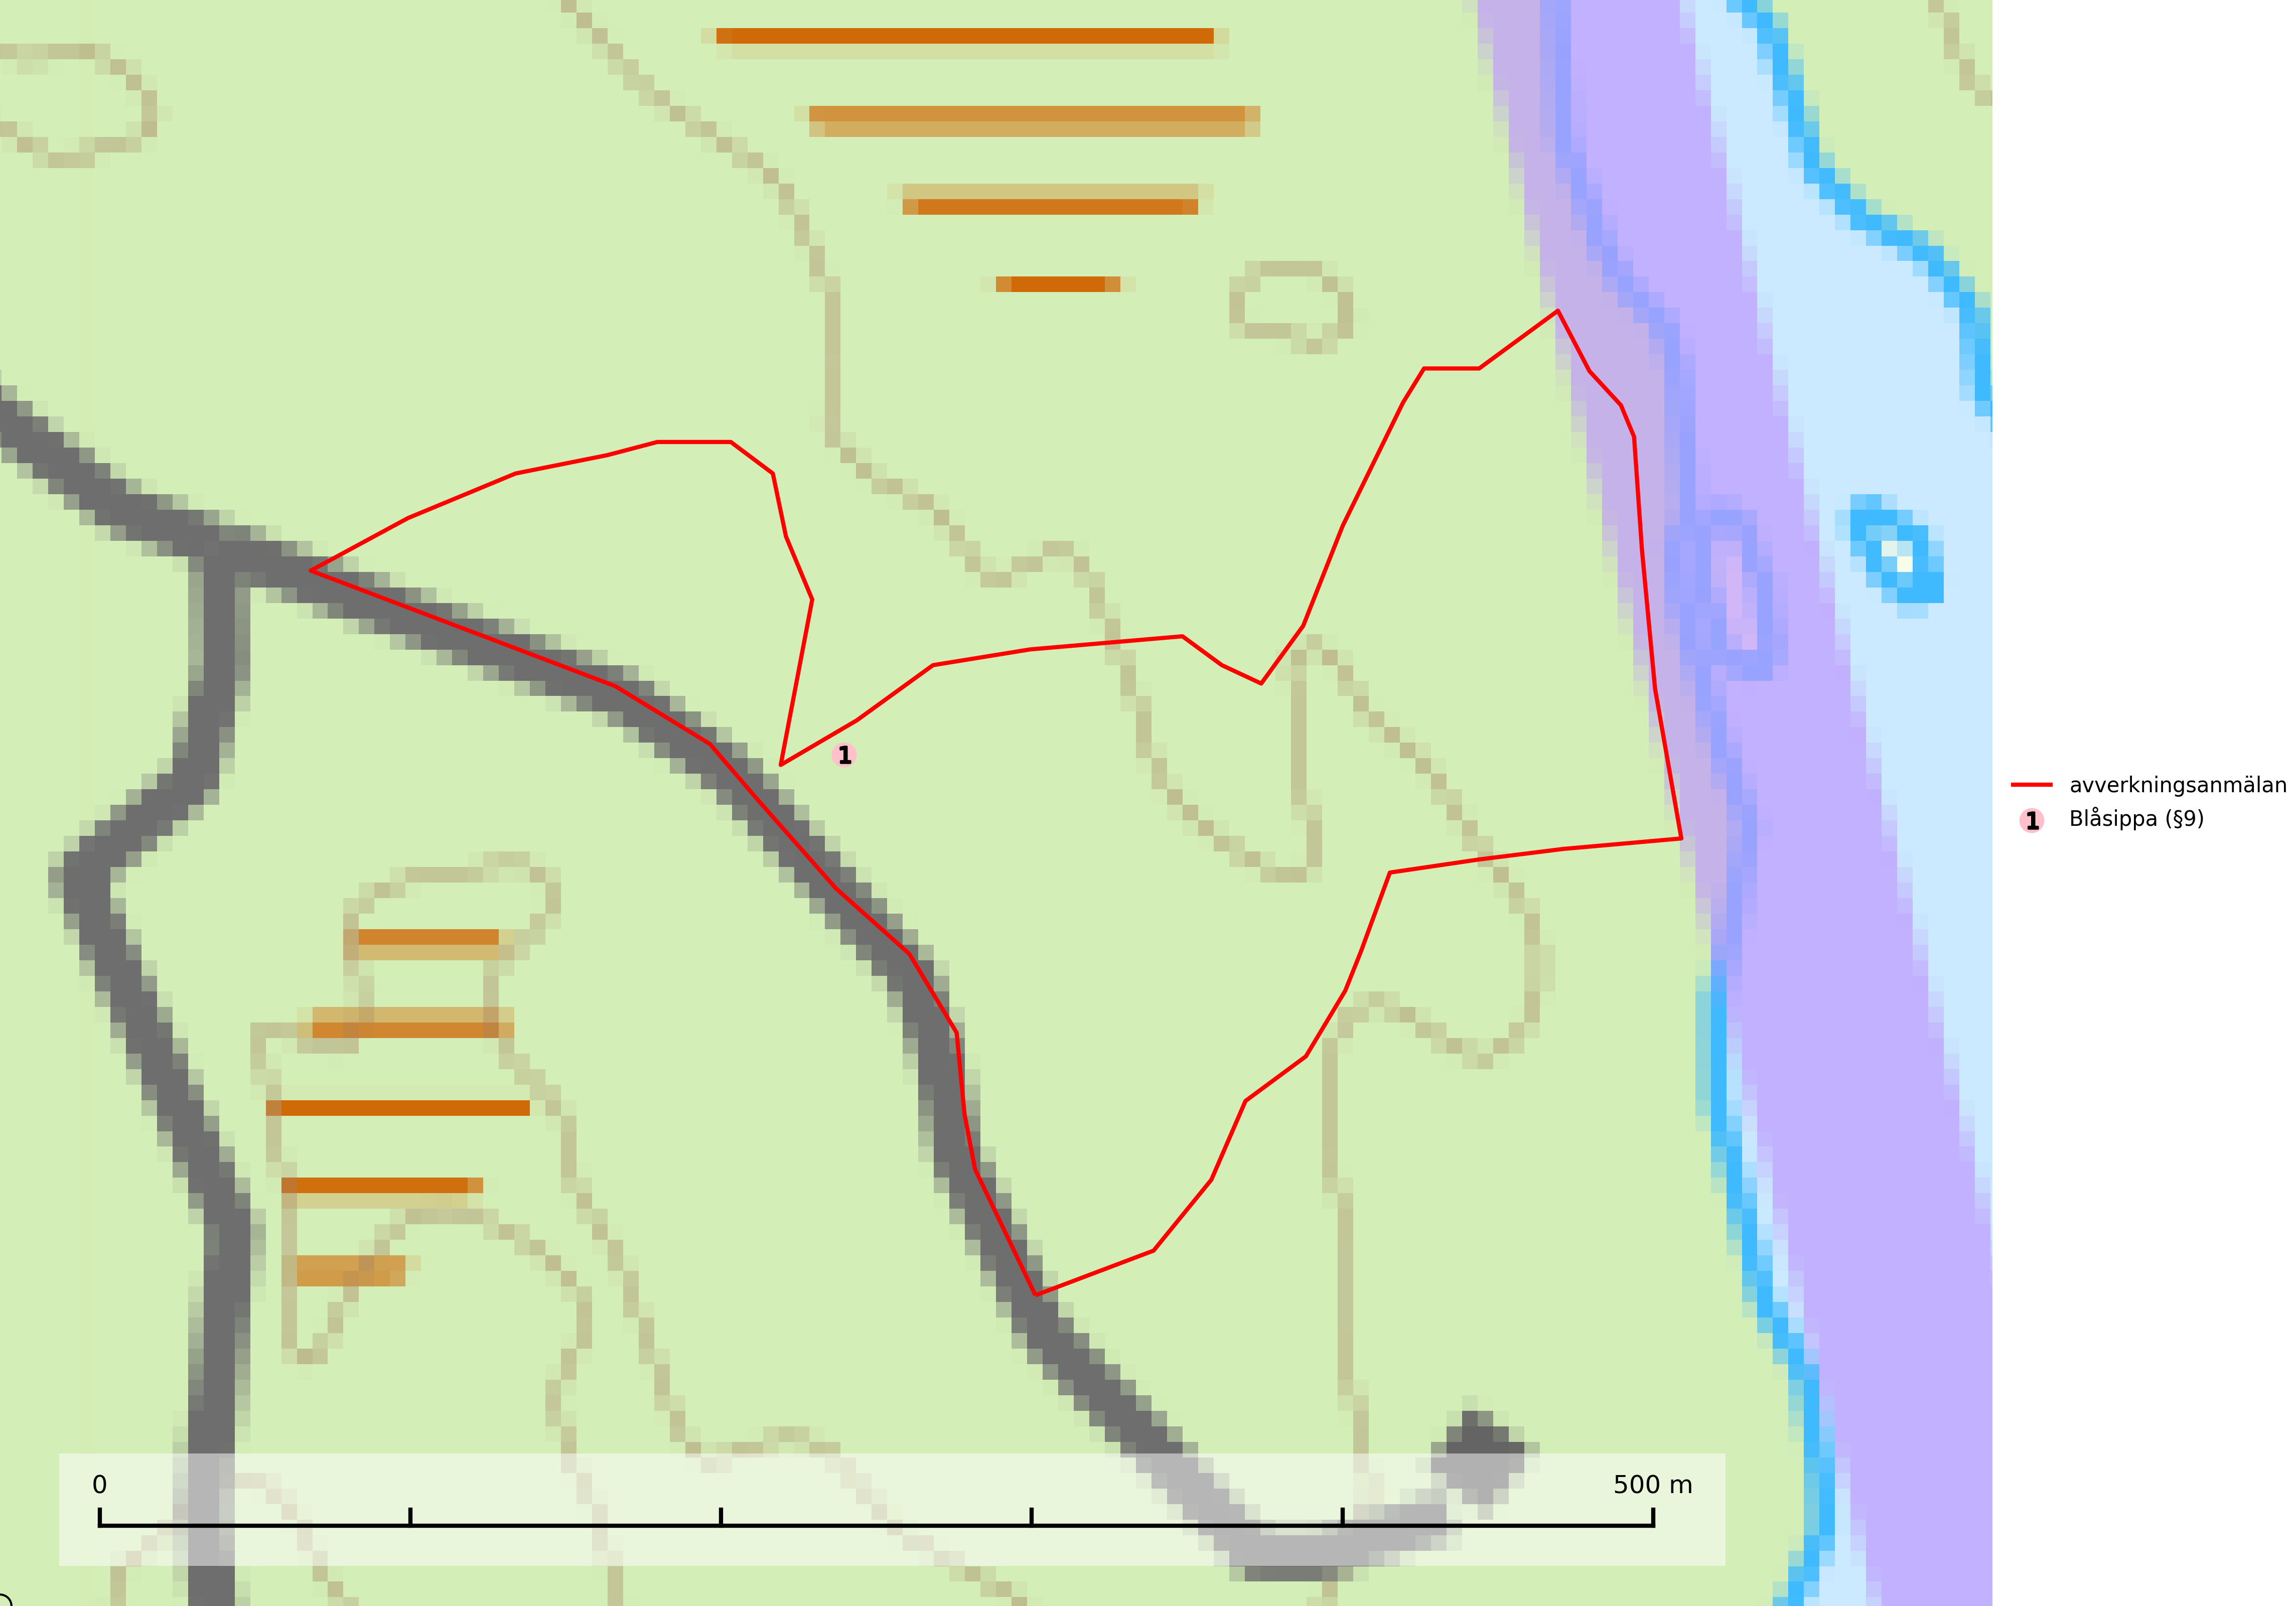 1
avverkningsanmälan
1 Blåsippa (§9)
0 500 m